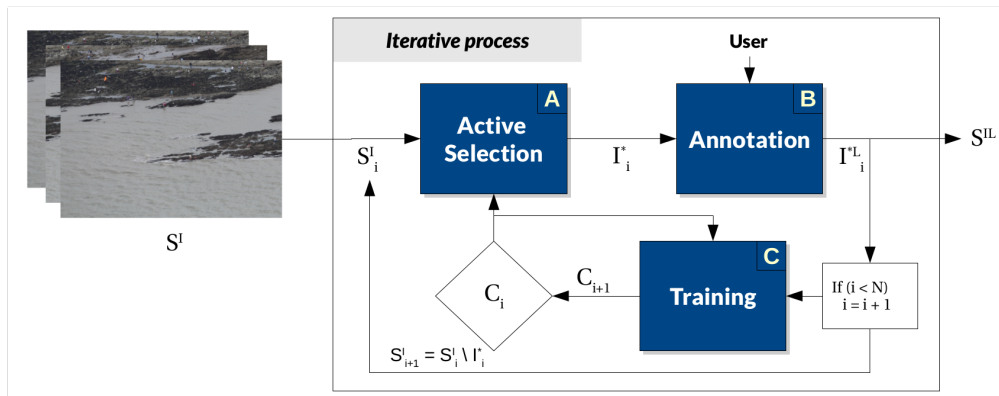 Iterative process
User
A
Active
Selection
B
Annotation
S^I_i
I^*_i
I^{*L}_i
S^{IL}
S^I
C
Training
If (i < N)
i = i + 1
C_{i+1}
C_i
S^I_{i+1} = S^I_i \ I^*_i